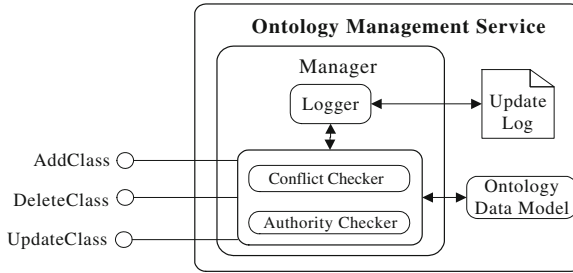 Ontology Management Service
Manager
Logger
Update
Log
AddClass
Conflict Checker
DeleteClass
Ontology
Data Model
Authority Checker
UpdateClass